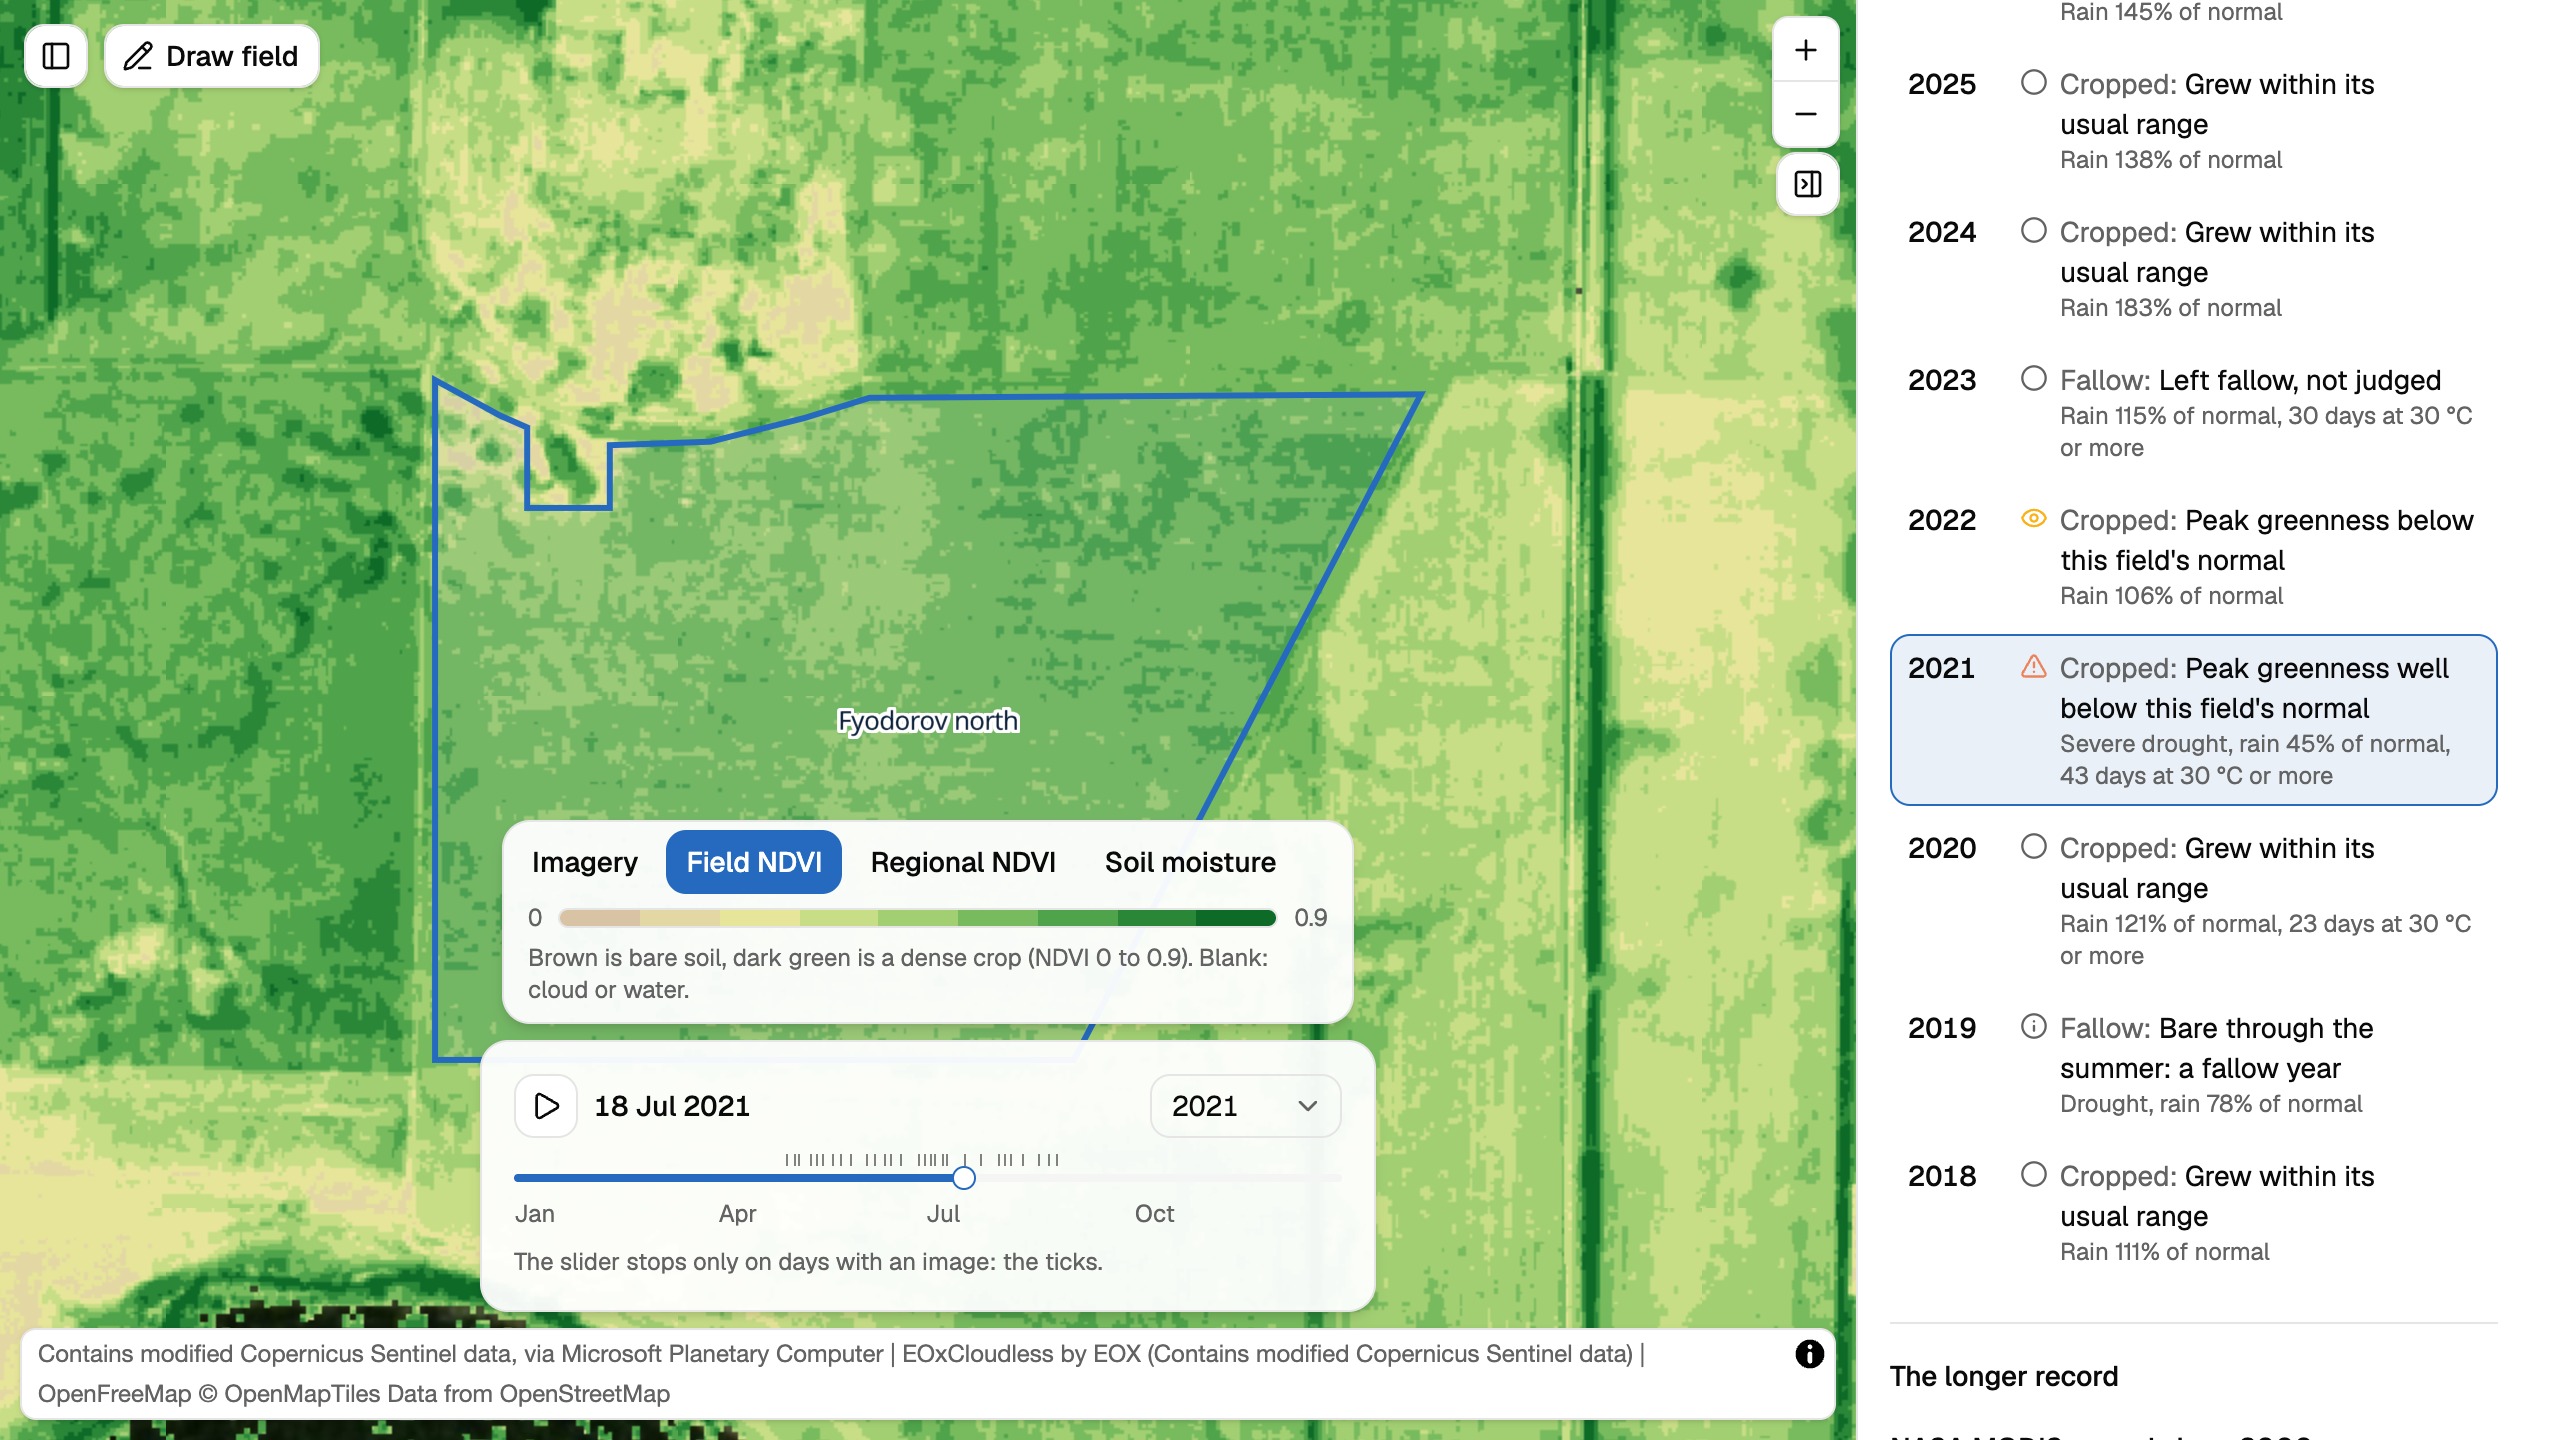 Draw field
Fyodorov north
Imagery
Field NDVI
Regional NDVI
Soil moisture
0
0.9
Brown is bare soil, dark green is a dense crop (NDVI 0 to 0.9). Blank:
cloud or water.
18 Jul 2021
2021
Jan
Apr
Jul
Oct
The slider stops only on days with an image: the ticks.
Contains modified Copernicus Sentinel data, via Microsoft Planetary Computer | EOxCloudless by EOX (Contains modified Copernicus Sentinel data) |
OpenFreeMap © OpenMapTiles Data from OpenStreetMap
Rain 145% of normal
2025
Cropped: Grew within its
usual range
Rain 138% of normal
2024
Cropped: Grew within its
usual range
Rain 183% of normal
2023
Fallow: Left fallow, not judged
Rain 115% of normal, 30 days at 30 °C
or more
2022
Cropped: Peak greenness below
this field's normal
Rain 106% of normal
2021
Cropped: Peak greenness well
below this field's normal
Severe drought, rain 45% of normal,
43 days at 30 °C or more
2020
Cropped: Grew within its
usual range
Rain 121% of normal, 23 days at 30 °C
or more
2019
Fallow: Bare through the
summer: a fallow year
Drought, rain 78% of normal
2018
Cropped: Grew within its
usual range
Rain 111% of normal
The longer record